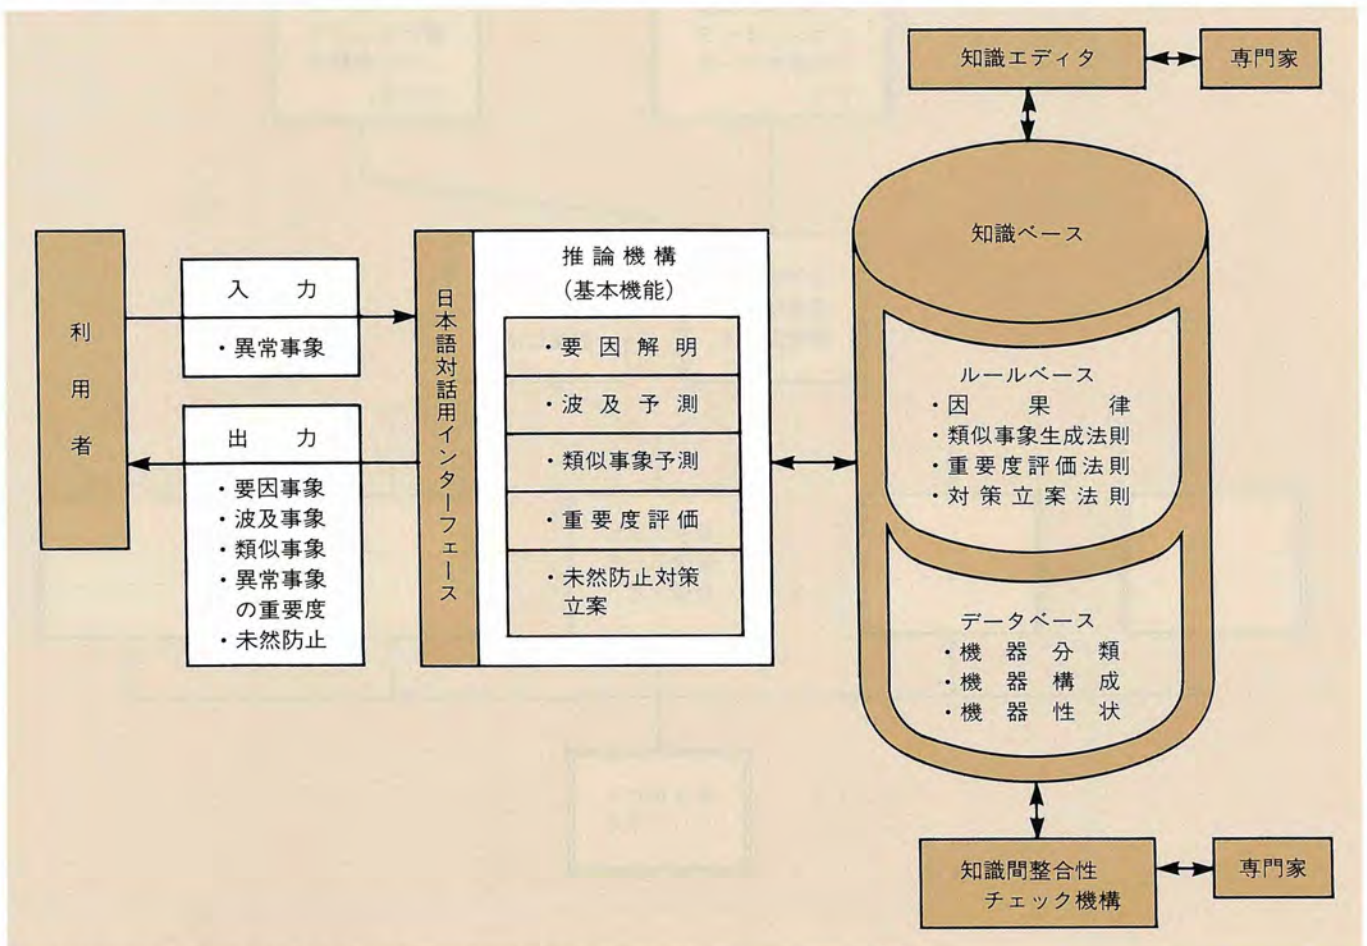 知識エディタ
専門家
知識ベース
利用者
入力
・異常事象
出力
・要因事象
・波及事象
・類似事象
・異常事象
の重要度
・未然防止
日本語対話用インターフェース
推論機構
(基本機能)
・要因解明
・波及予測
・類似事象予測
・重要度評価
・未然防止対策
立案
ルールベース
・因果律
・類似事象生成法則
・重要度評価法則
・対策立案法則
データベース
・機器分類
・機器構成
・機器性状
知識間整合性
チェック機構
専門家